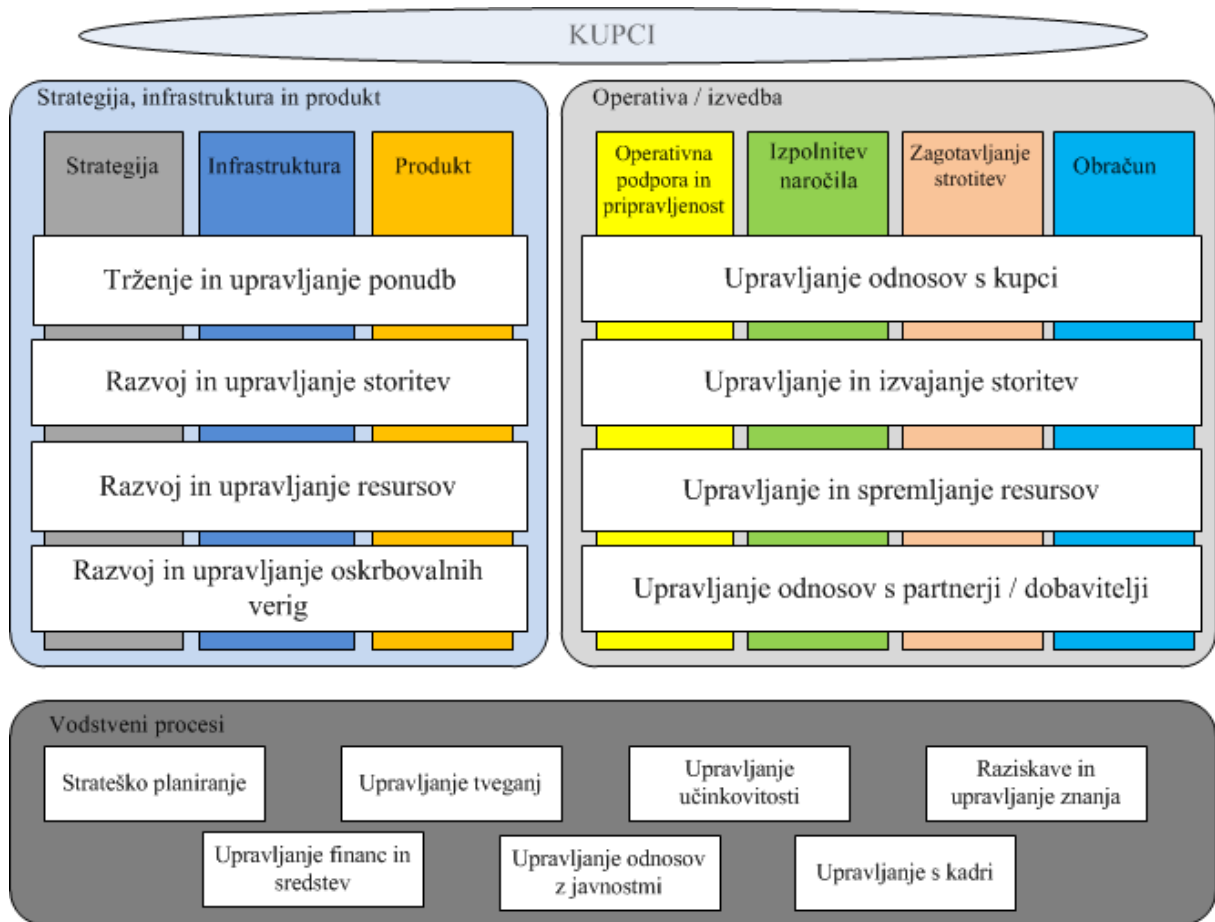 KUPCI
Strategija, infrastruktura in produkt
Strategija
Infrastruktura
Produkt
Trženje in upravljanje ponudb
Razvoj in upravljanje storitev
Razvoj in upravljanje resursov
Razvoj in upravljanje oskrbovalnih
verig
Operativa / izvedba
Operativna
podpora in
pripravljenost
Izpolnitev
naročila
Zagotavljanje
strotitev
Obračun
Upravljanje odnosov s kupci
Upravljanje in izvajanje storitev
Upravljanje in spremljanje resursov
Upravljanje odnosov s partnerji / dobavitelji
Vodstveni procesi
Strateško planiranje
Upravljanje tveganj
Upravljanje
učinkovitosti
Raziskave in
upravljanje znanja
Upravljanje financ in
sredstev
Upravljanje odnosov
z javnostmi
Upravljanje s kadri